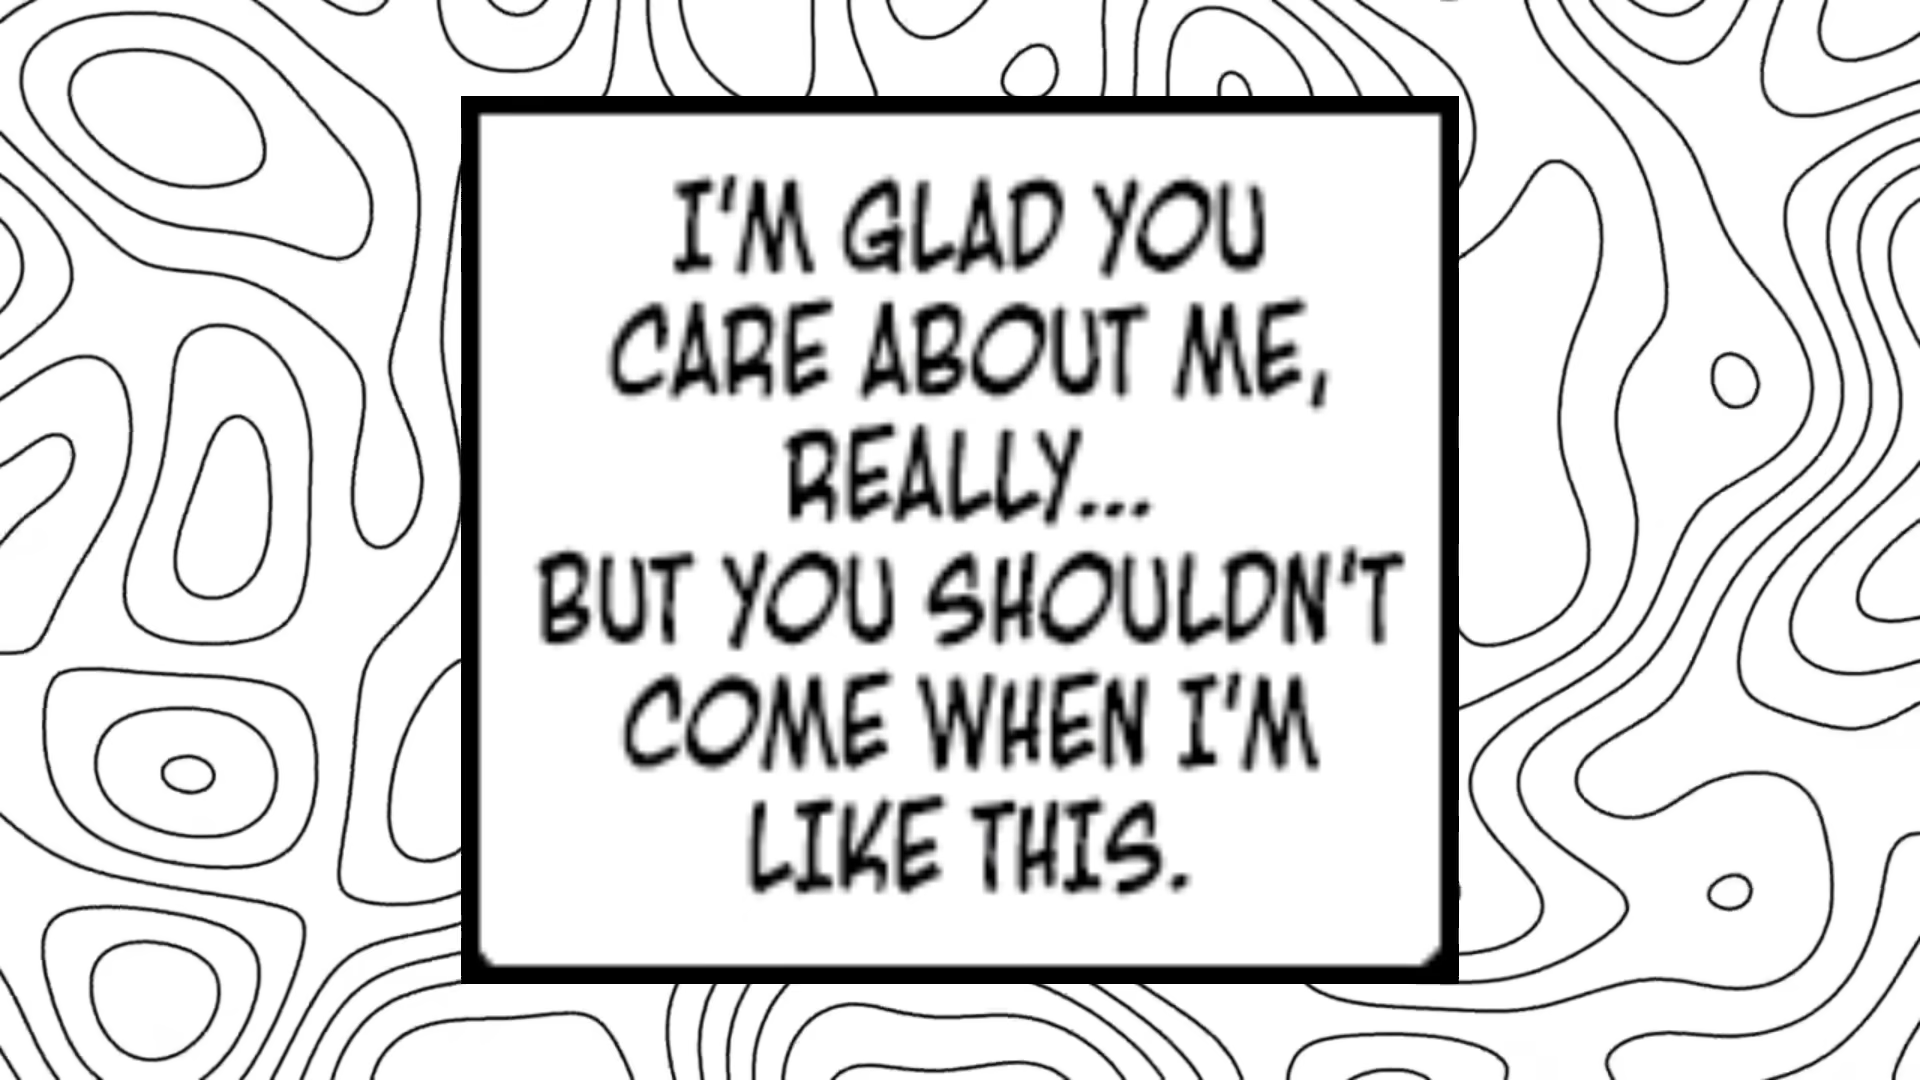 I'M GLAD YOU
CARE ABOUT ME,
REALLY...
BUT YOU SHOULDN'T
COME WHEN I'M
LIKE THIS.